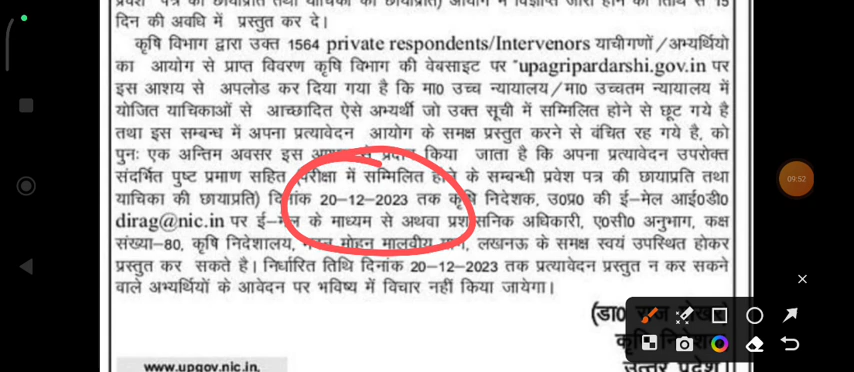 प्रवेश पत्र की छायाप्रति तथा याचिका की छायाप्रति) आयोग में विज्ञप्ति जारी होने की तिथि से 15
दिन की अवधि में प्रस्तुत कर दे।
कृषि विभाग द्वारा उक्त 1564 private respondents/Intervenors याचीगणों/अभ्यर्थियो
का आयोग से प्राप्त विवरण कृषि विभाग की वेबसाइट पर "upagripardarshi.gov.in पर
इस आशय से अपलोड कर दिया गया है कि मा0 उच्च न्यायालय/मा0 उच्चतम न्यायालय में
योजित याचिकाओं से आच्छादित ऐसे अभ्यर्थी जो उक्त सूची में सम्मिलित होने से छूट गये है
तथा इस सम्बन्ध में अपना प्रत्यावेदन आयोग के समक्ष प्रस्तुत करने से वंचित रह गये है, को
पुनः एक अन्तिम अवसर इस आशय से प्रदान किया जाता है कि अपना प्रत्यावेदन उपरोक्त
संदर्भित पुष्ट प्रमाण सहित (परीक्षा में सम्मिलित होने के सम्बन्धी प्रवेश पत्र की छायाप्रति तथा
याचिका की छायाप्रति) दिनांक 20-12-2023 तक कृषि निदेशक, उ0प्र0 की ई-मेल आई0डी0
dirag@nic.in पर ई-मेल के माध्यम से अथवा प्रशासनिक अधिकारी, ए0सी0 अनुभाग, कक्ष
संख्या-80, कृषि निदेशालय, मदन मोहन मालवीय मार्ग, लखनऊ के समक्ष स्वयं उपस्थित होकर
प्रस्तुत कर सकते है। निर्धारित तिथि दिनांक 20-12-2023 तक प्रत्यावेदन प्रस्तुत न कर सकने
वाले अभ्यर्थियों के आवेदन पर भविष्य में विचार नहीं किया जायेगा।
(डा0
कृषि
उत्तर प्रदेश।
www.upgov.nic.in.
09:52